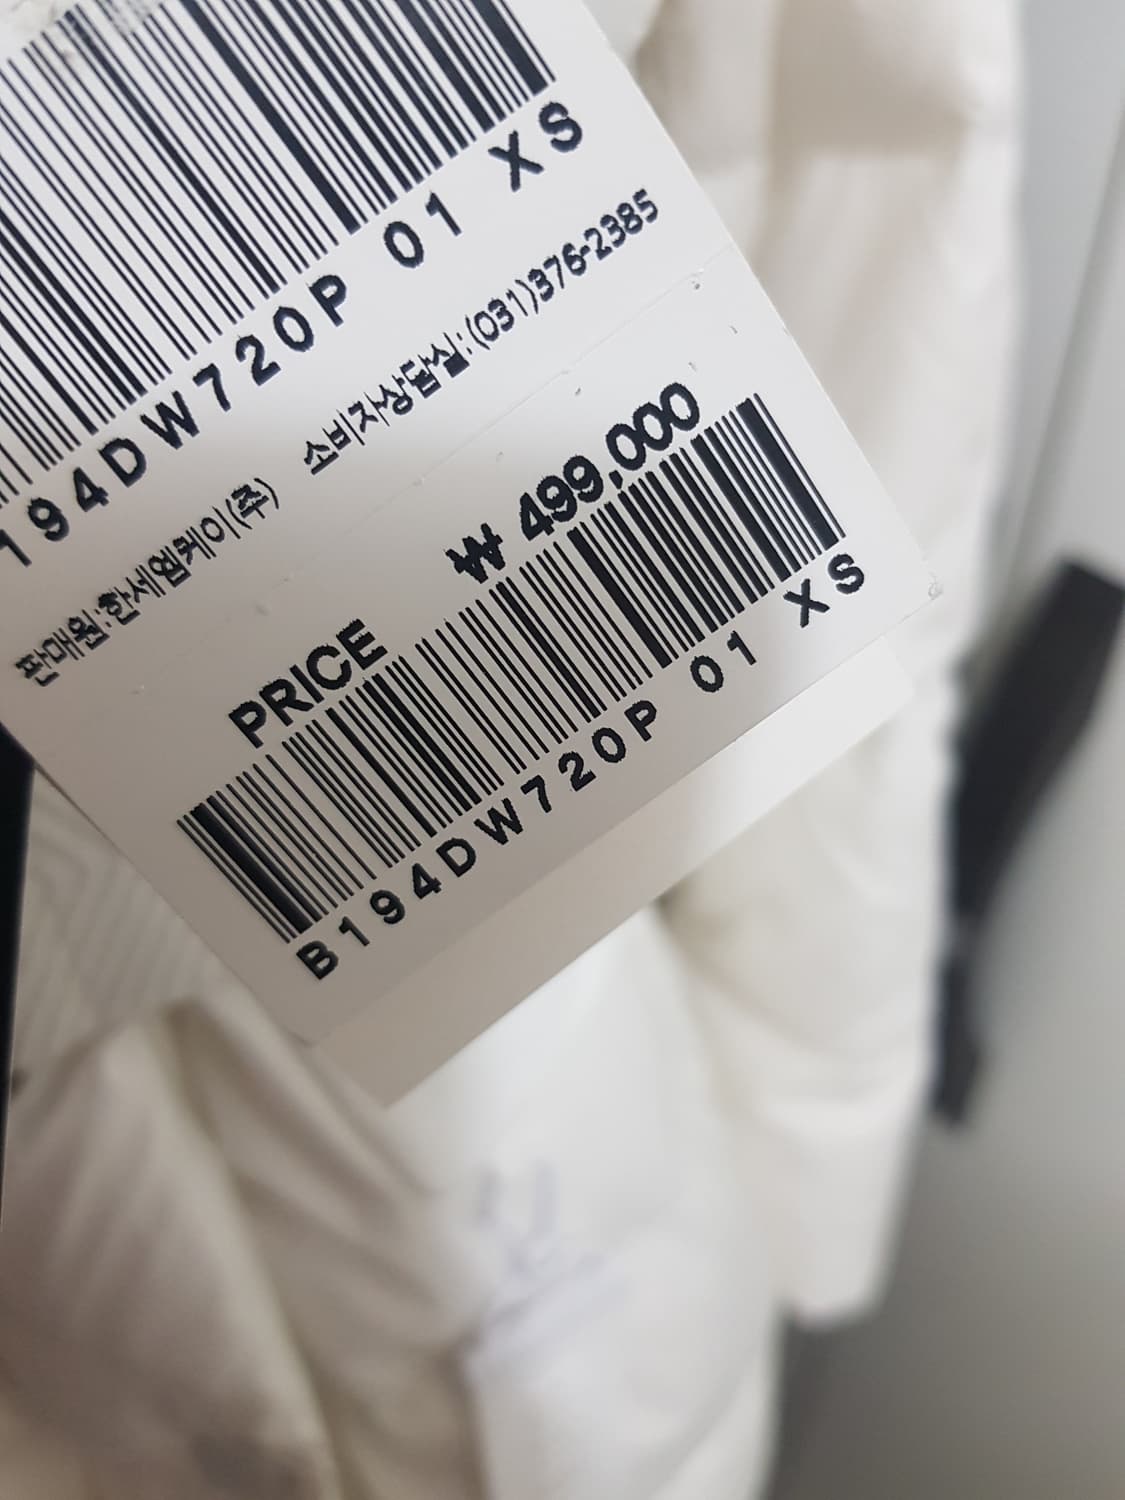 194DW720P 01 XS
판매원:한세엠케이(주) 소비자상담실:(031)376-2385
PRICE ₩ 499,000
B194DW720P 01 XS